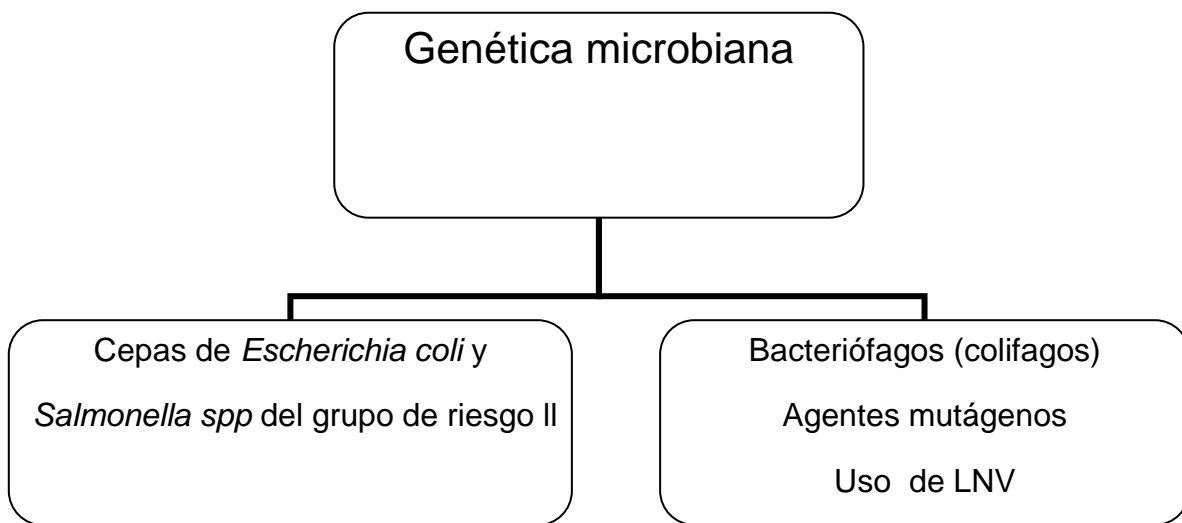 Genética microbiana
Cepas de Escherichia coli y
Salmonella spp del grupo de riesgo II
Bacteriófagos (colifagos)
Agentes mutágenos
Uso de LNV